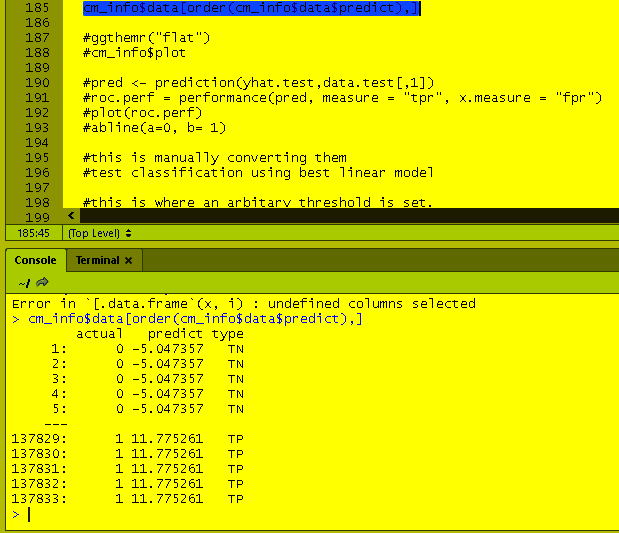 185 cm_info$data[order(cm_info$data$predict),]
186
187 #ggthemr("flat")
188 #cm_info$plot
189
190 #pred <- prediction(yhat.test,data.test[,1])
191 #roc.perf = performance(pred, measure = "tpr", x.measure = "fpr")
192 #plot(roc.perf)
193 #abline(a=0, b= 1)
194
195 #this is manually converting them
196 #test classification using best linear model
197
198 #this is where an arbitary threshold is set.
199
185:45 (Top Level)
Console Terminal ×
~/
Error in `[.data.frame`(x, i) : undefined columns selected
> cm_info$data[order(cm_info$data$predict),]
actual predict type
1: 0 -5.047357 TN
2: 0 -5.047357 TN
3: 0 -5.047357 TN
4: 0 -5.047357 TN
5: 0 -5.047357 TN
---
137829: 1 11.775261 TP
137830: 1 11.775261 TP
137831: 1 11.775261 TP
137832: 1 11.775261 TP
137833: 1 11.775261 TP
>